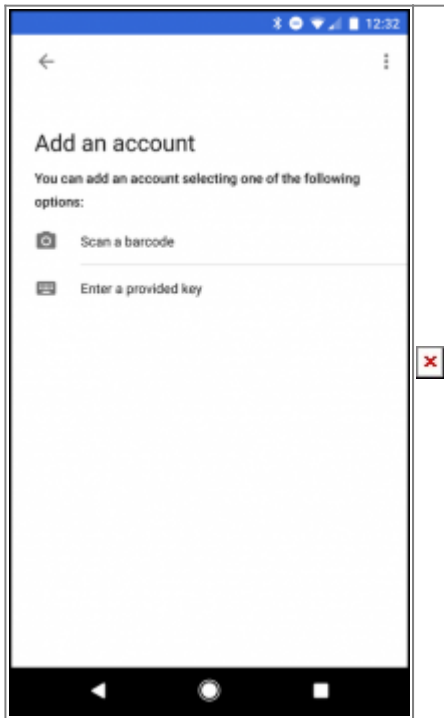 12:32
Add an account
You can add an account selecting one of the following
options:
Scan a barcode
Enter a provided key